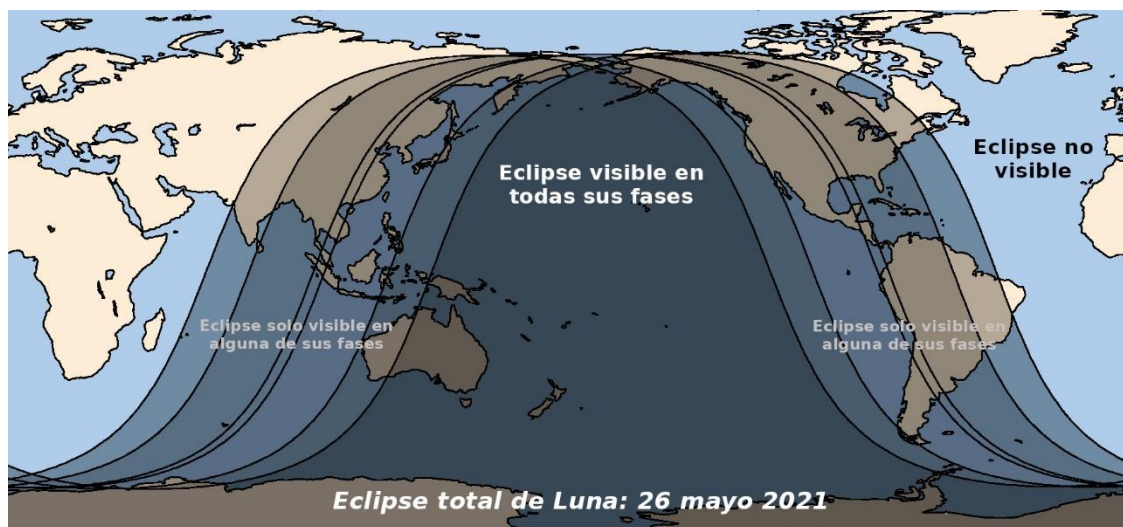 Eclipse visible en
todas sus fases
Eclipse no
visible
Eclipse solo visible en
alguna de sus fases
Eclipse solo visible en
alguna de sus fases
Eclipse total de Luna: 26 mayo 2021